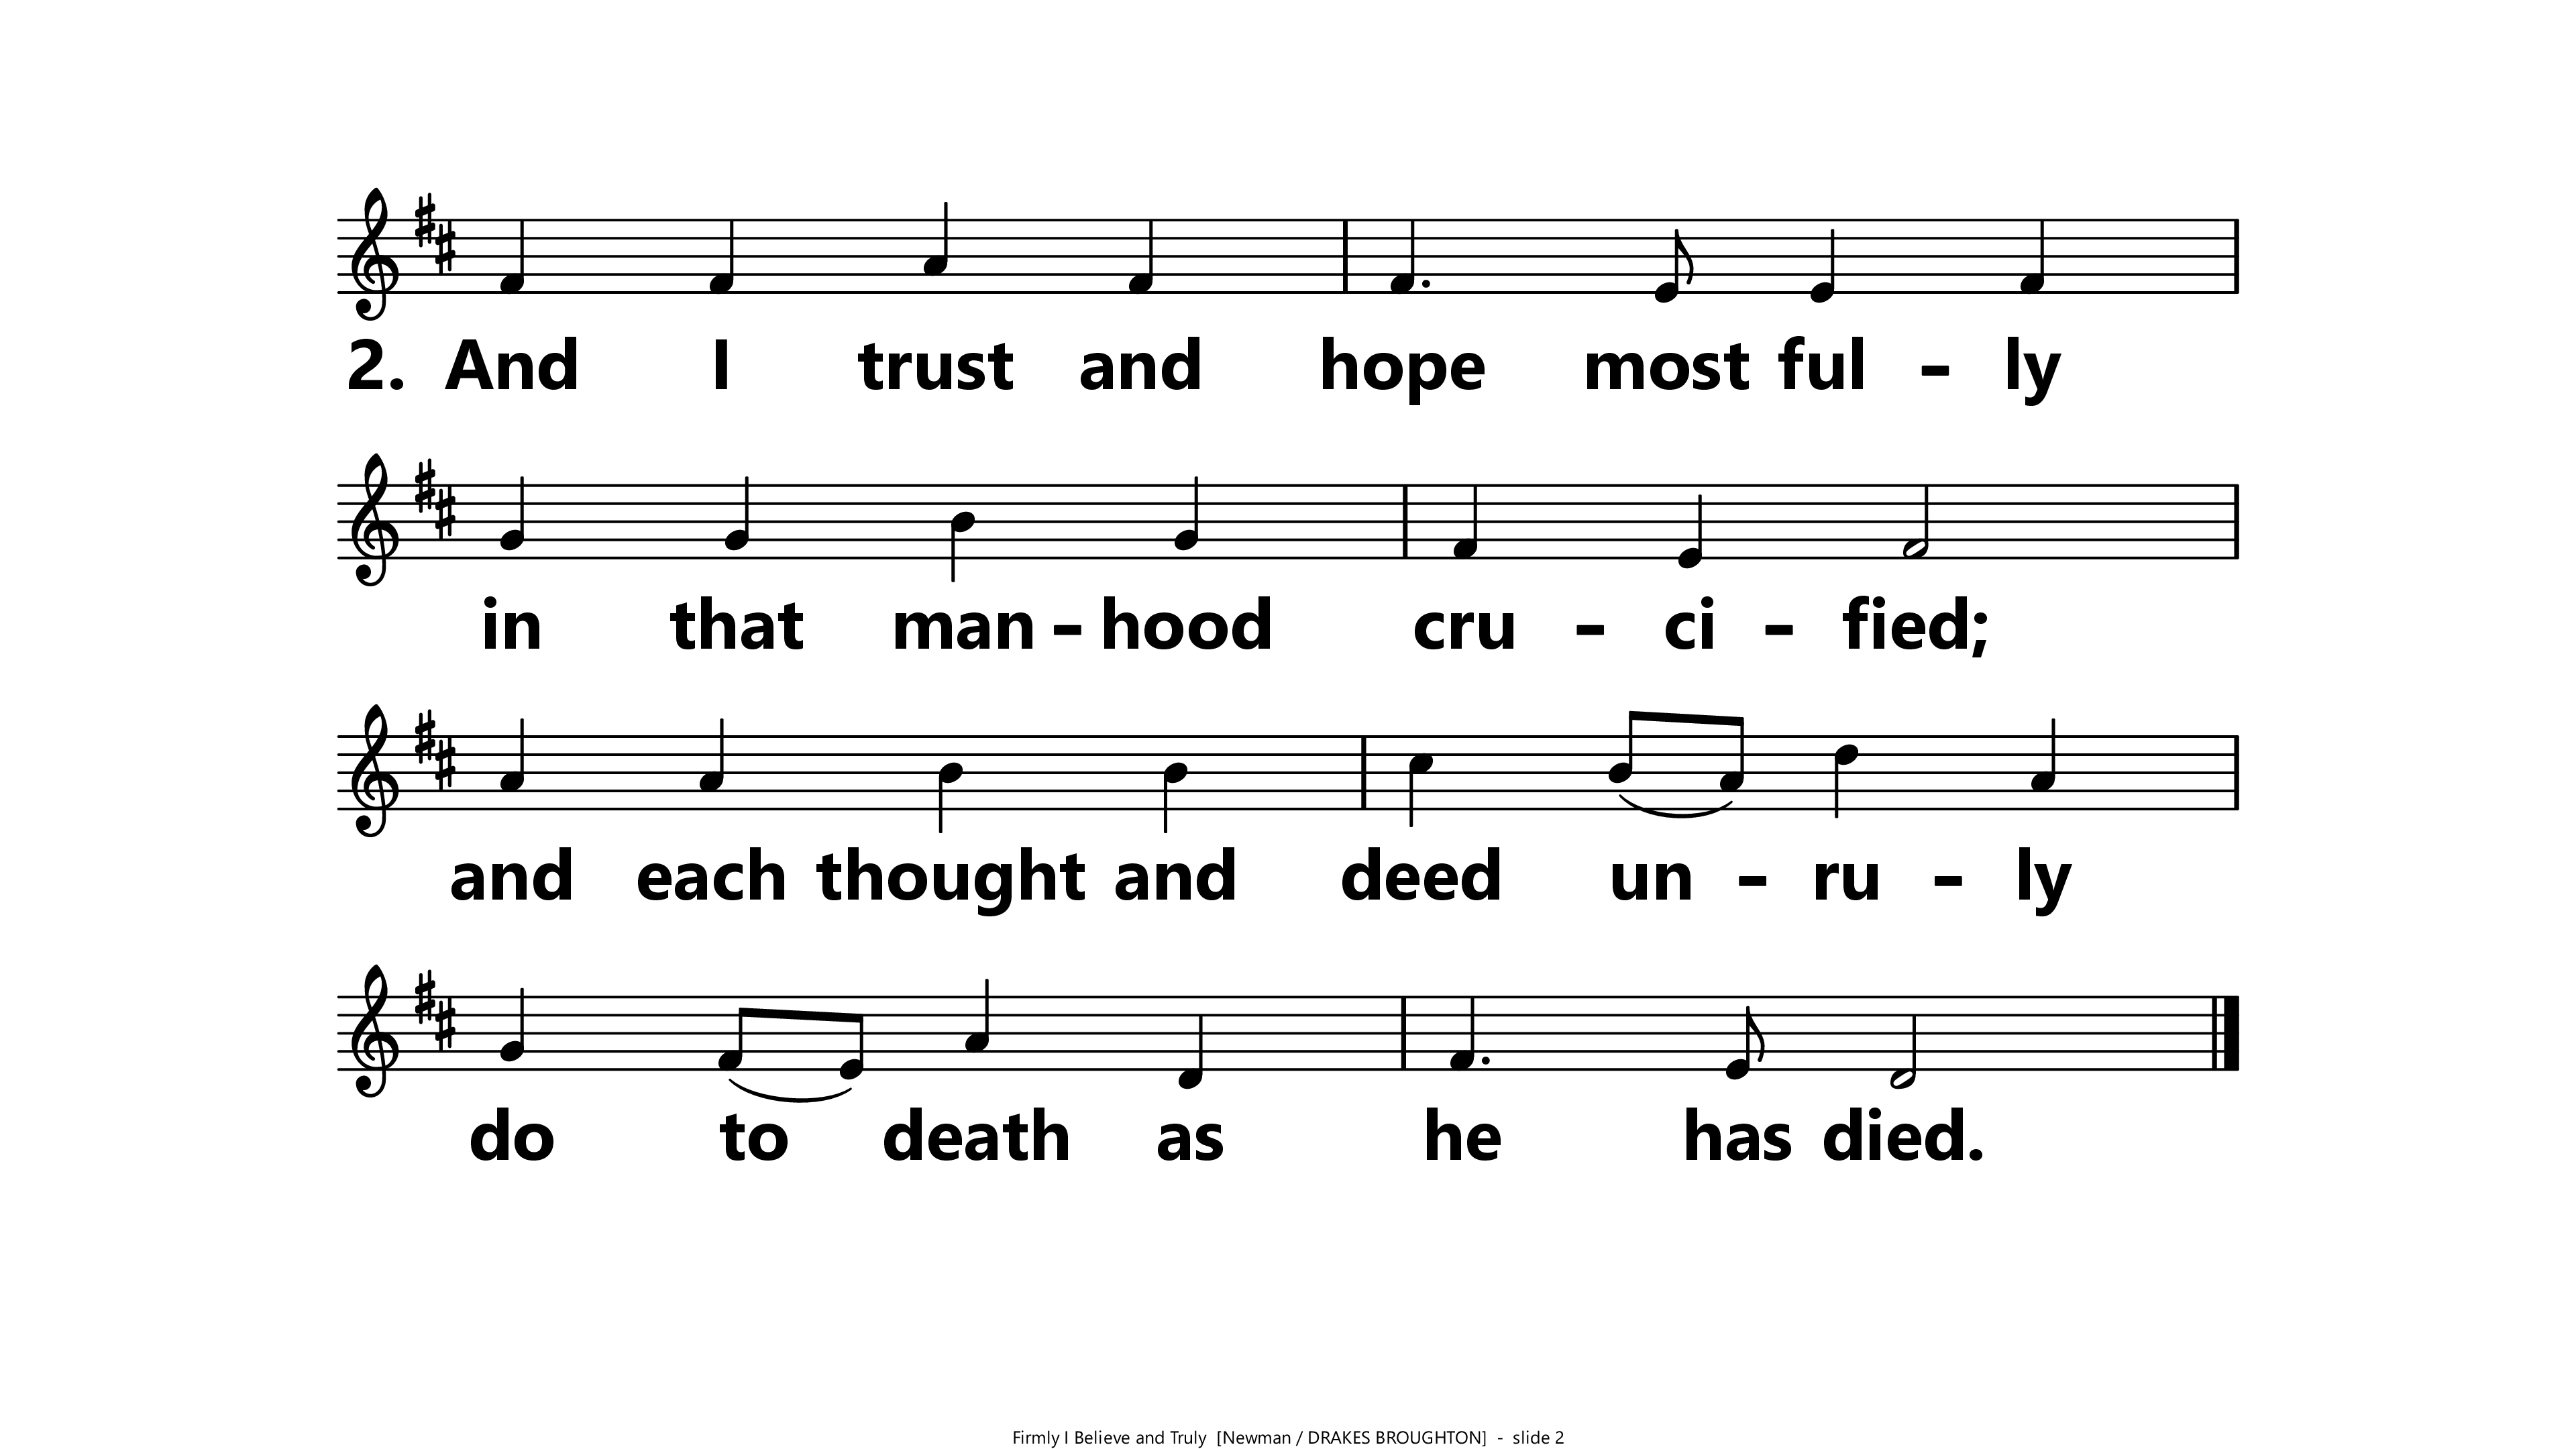 2. And I trust and hope most ful - ly
in that man - hood cru - ci - fied;
and each thought and deed un - ru - ly
do to death as he has died.
Firmly I Believe and Truly [Newman / DRAKES BROUGHTON] - slide 2